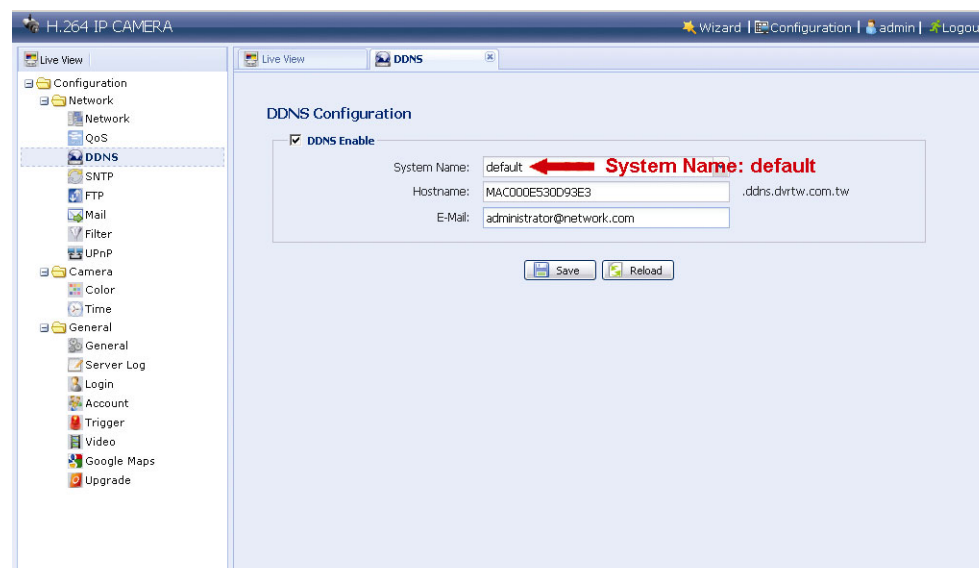 H.264 IP CAMERA
Wizard | Configuration | admin | Logou
Live View
Live View
DDNS
Configuration
Network
Network
QoS
DDNS
SNTP
FTP
Mail
Filter
UPnP
Camera
Color
Time
General
General
Server Log
Login
Account
Trigger
Video
Google Maps
Upgrade
DDNS Configuration
DDNS Enable
System Name: default System Name: default
Hostname: MAC000E530D93E3 .ddns.dvrtw.com.tw
E-Mail: administrator@network.com
Save Reload